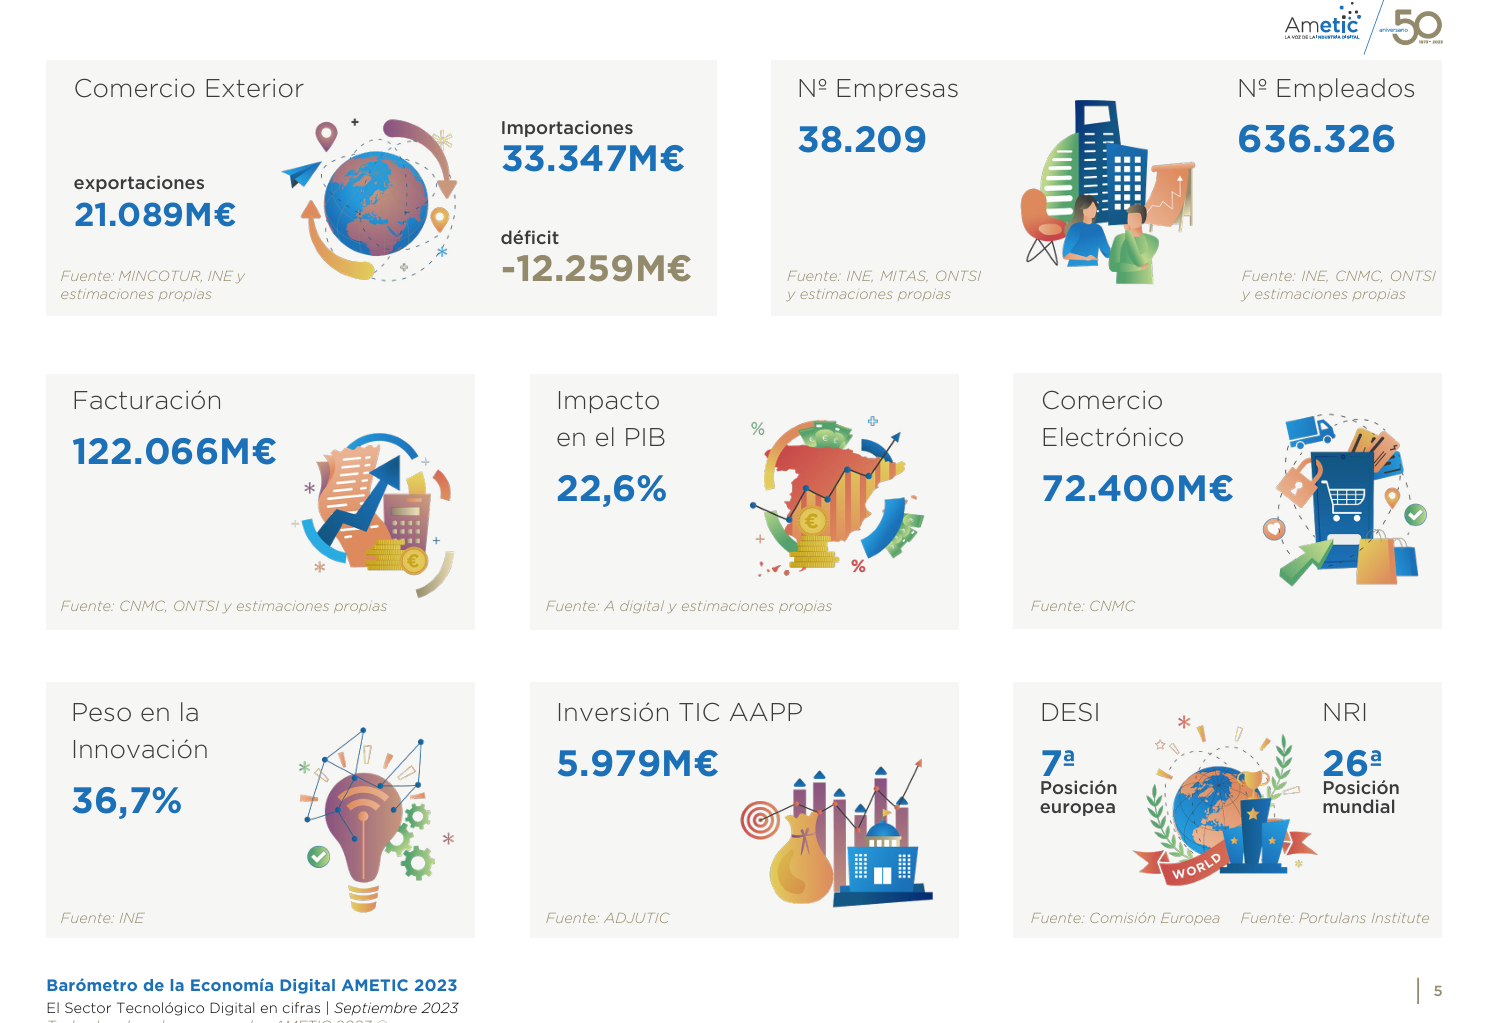 Ametic
LA VOZ DE LA INDUSTRIA DIGITAL
aniversario
50
1973 - 2023
Comercio Exterior
exportaciones
21.089M€
Importaciones
33.347M€
déficit
-12.259M€
Fuente: MINCOTUR, INE y
estimaciones propias
Nº Empresas
38.209
Fuente: INE, MITAS, ONTSI
y estimaciones propias
Nº Empleados
636.326
Fuente: INE, CNMC, ONTSI
y estimaciones propias
Facturación
122.066M€
€
Fuente: CNMC, ONTSI y estimaciones propias
Impacto
en el PIB
22,6%
%
€
%
Fuente: A digital y estimaciones propias
Comercio
Electrónico
72.400M€
Fuente: CNMC
Peso en la
Innovación
36,7%
Fuente: INE
Inversión TIC AAPP
5.979M€
Fuente: ADJUTIC
DESI
7ª
Posición
europea
NRI
26ª
Posición
mundial
WORLD
Fuente: Comisión Europea
Fuente: Portulans Institute
Barómetro de la Economía Digital AMETIC 2023
El Sector Tecnológico Digital en cifras | Septiembre 2023
5